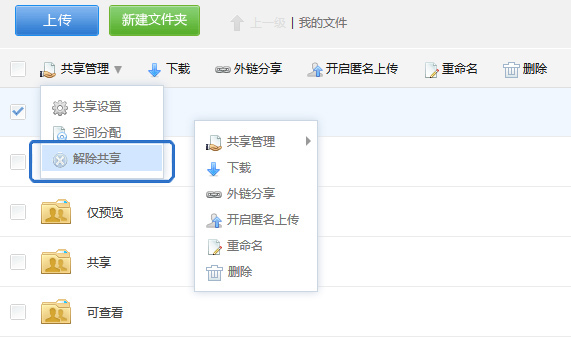 上传 新建文件夹 上一级 | 我的文件
共享管理 下载 外链分享 开启匿名上传 重命名 删除
共享设置
空间分配
解除共享
共享管理
下载
外链分享
开启匿名上传
重命名
删除
仅预览
共享
可查看